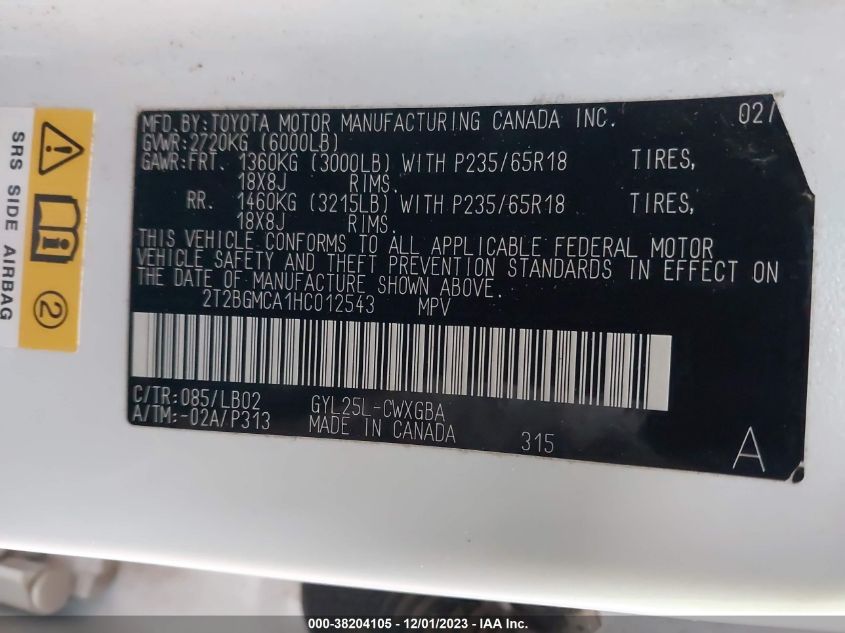 SRS SIDE AIRBAG
2
MFD.BY:TOYOTA MOTOR MANUFACTURING CANADA INC. 02/
GVWR:2720KG (6000LB)
GAWR:FRT. 1360KG (3000LB) WITH P235/65R18 TIRES,
18X8J RIMS.
RR. 1460KG (3215LB) WITH P235/65R18 TIRES,
18X8J RIMS.
THIS VEHICLE CONFORMS TO ALL APPLICABLE FEDERAL MOTOR
VEHICLE SAFETY AND THEFT PREVENTION STANDARDS IN EFFECT ON
THE DATE OF MANUFACTURE SHOWN ABOVE.
2T2BGMCA1HC012543 MPV
C/TR:085/LB02 GYL25L-CWXGBA
A/TM:-02A/P313 MADE IN CANADA 315
A
000-38204105 - 12/01/2023 - IAA Inc.